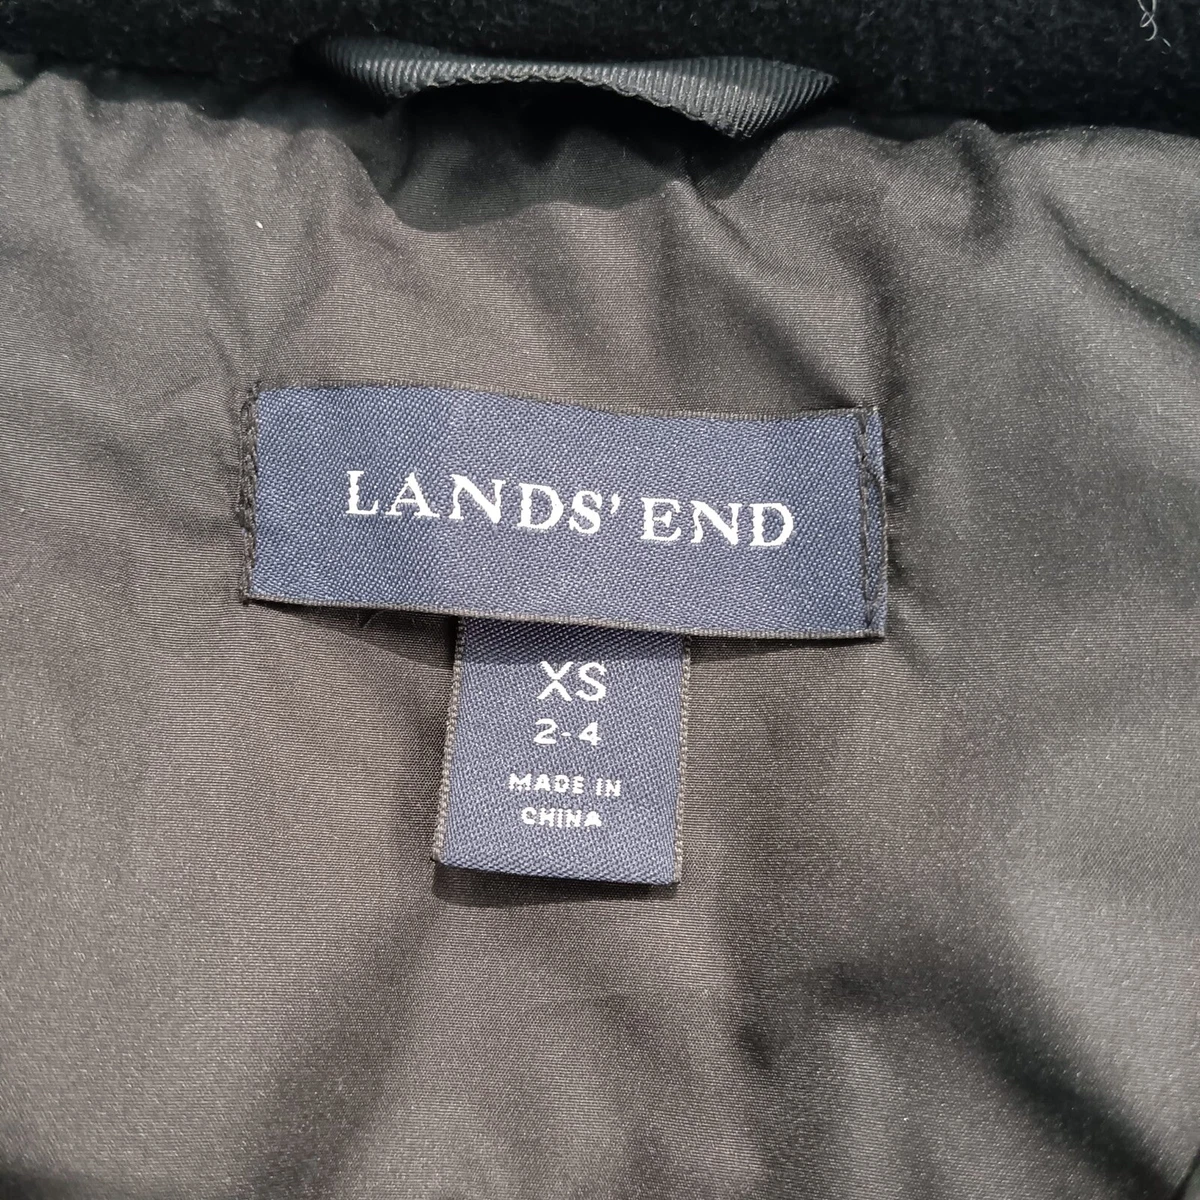 LANDS' END
XS
2-4
MADE IN
CHINA